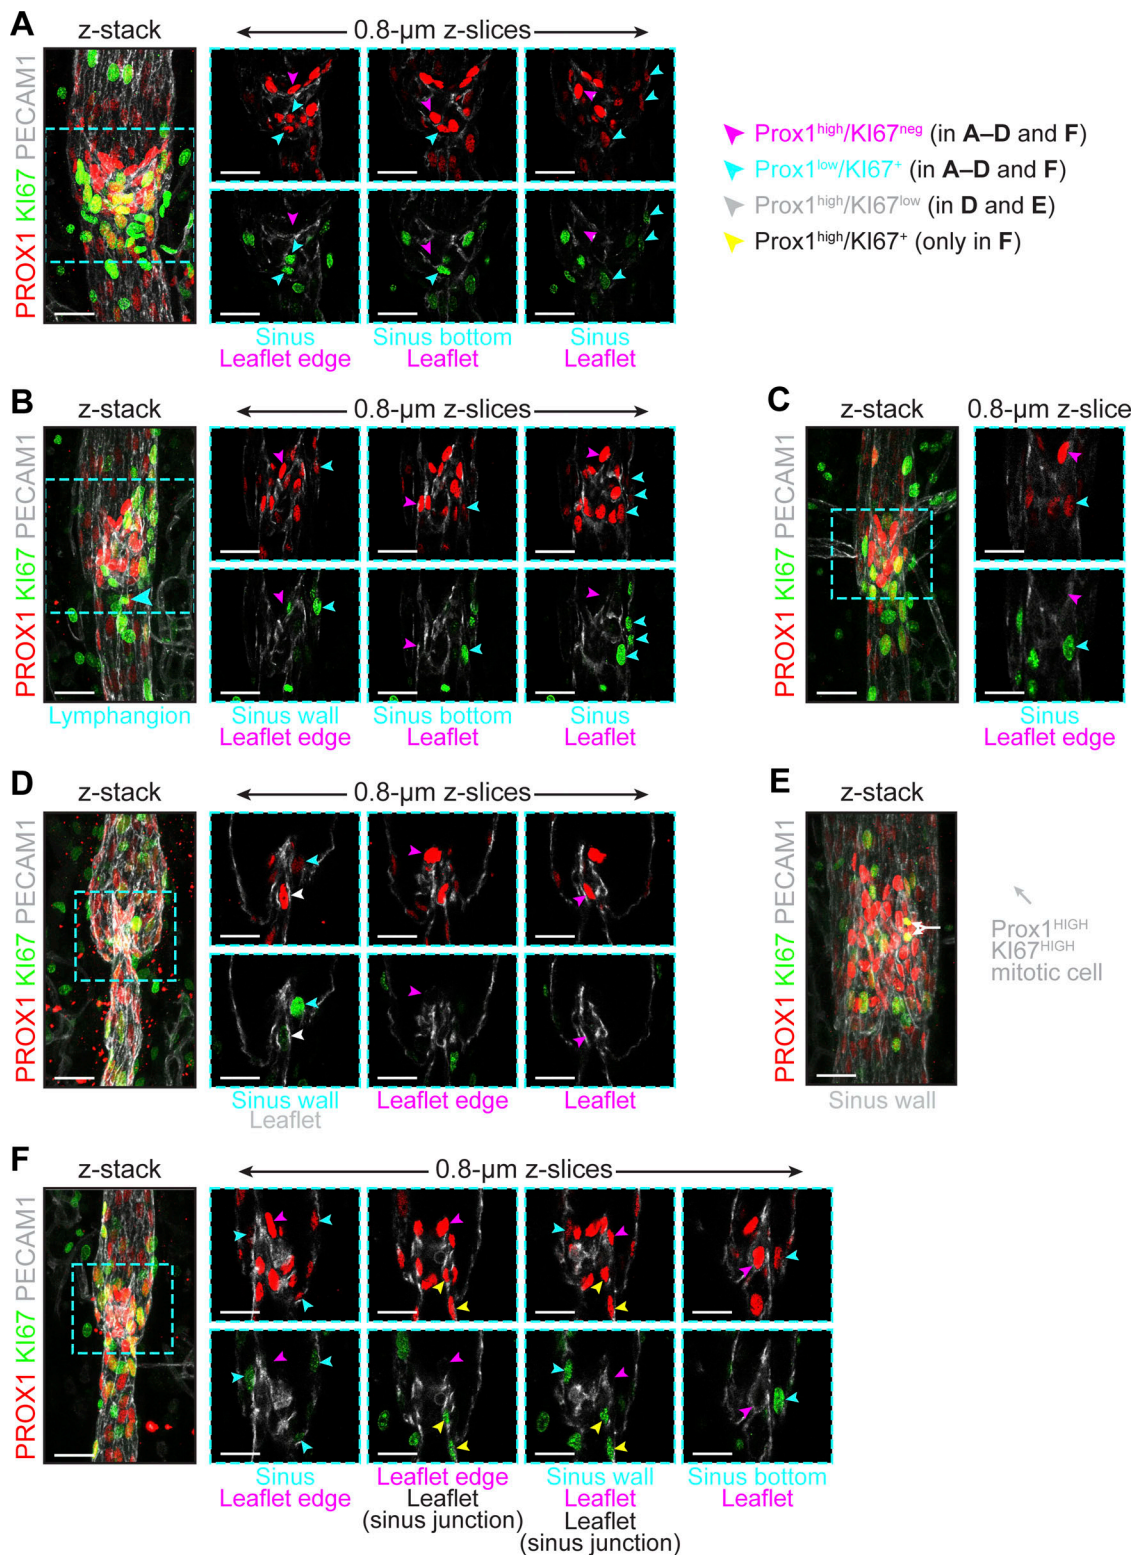 A
z-stack
0.8-µm z-slices
PROX1 KI67 PECAM1
Prox1high/KI67neg (in A–D and F)
Prox1low/KI67+ (in A–D and F)
Prox1high/KI67low (in D and E)
Prox1high/KI67+ (only in F)
Sinus
Leaflet edge
Sinus bottom
Leaflet
Sinus
Leaflet
B
z-stack
0.8-µm z-slices
PROX1 KI67 PECAM1
Lymphangion
Sinus wall
Leaflet edge
Sinus bottom
Leaflet
Sinus
Leaflet
C
z-stack
0.8-µm z-slice
PROX1 KI67 PECAM1
Sinus
Leaflet edge
D
z-stack
0.8-µm z-slices
PROX1 KI67 PECAM1
Sinus wall
Leaflet
Leaflet edge
Leaflet
E
z-stack
PROX1 KI67 PECAM1
Prox1HIGH
KI67HIGH
mitotic cell
Sinus wall
F
z-stack
0.8-µm z-slices
PROX1 KI67 PECAM1
Sinus
Leaflet edge
Leaflet edge
Leaflet
(sinus junction)
Sinus wall
Leaflet
Leaflet
(sinus junction)
Sinus bottom
Leaflet